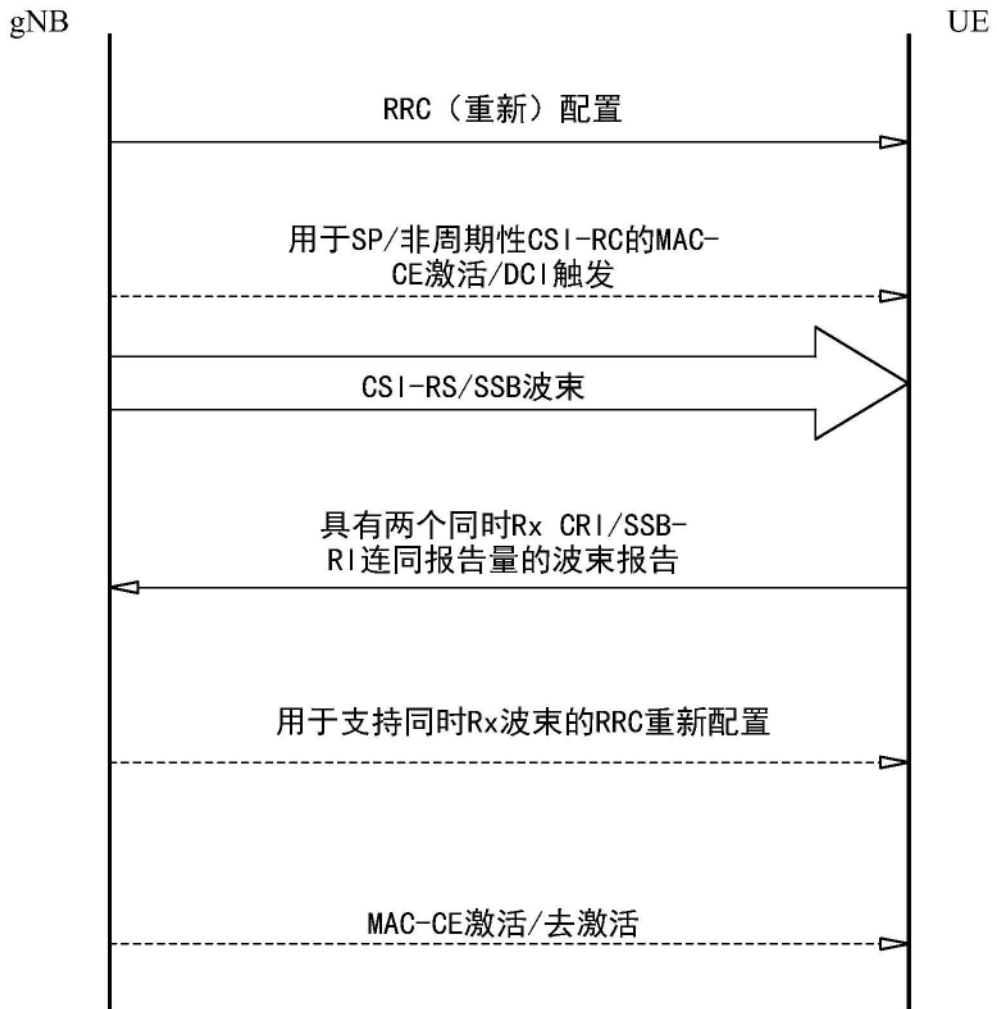 gNB
UE
RRC（重新）配置
用于SP/非周期性CSI-RC的MAC-
CE激活/DCI触发
CSI-RS/SSB波束
具有两个同时Rx CRI/SSB-
RI连同报告量的波束报告
用于支持同时Rx波束的RRC重新配置
MAC-CE激活/去激活